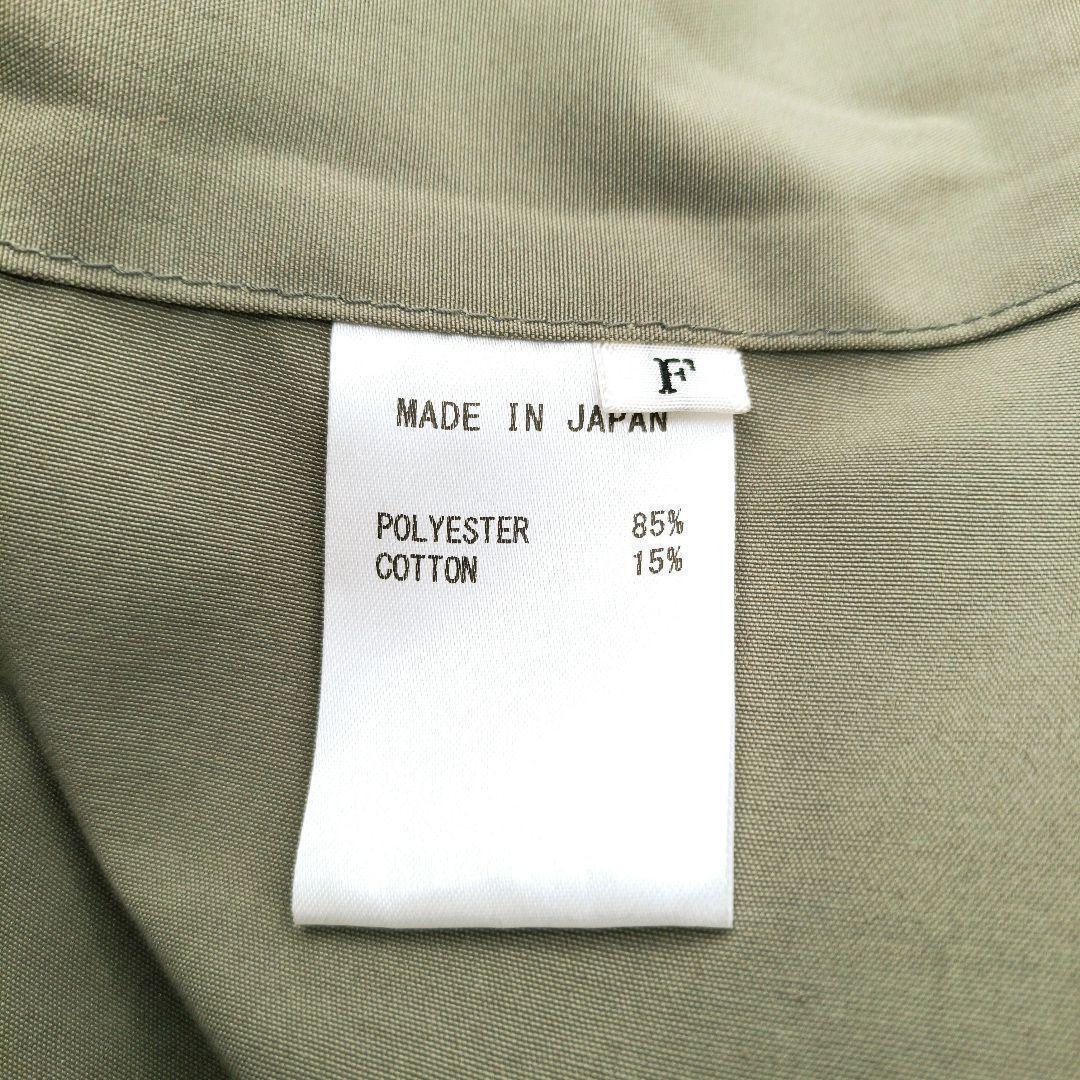 F
MADE IN JAPAN
POLYESTER 85%
COTTON 15%